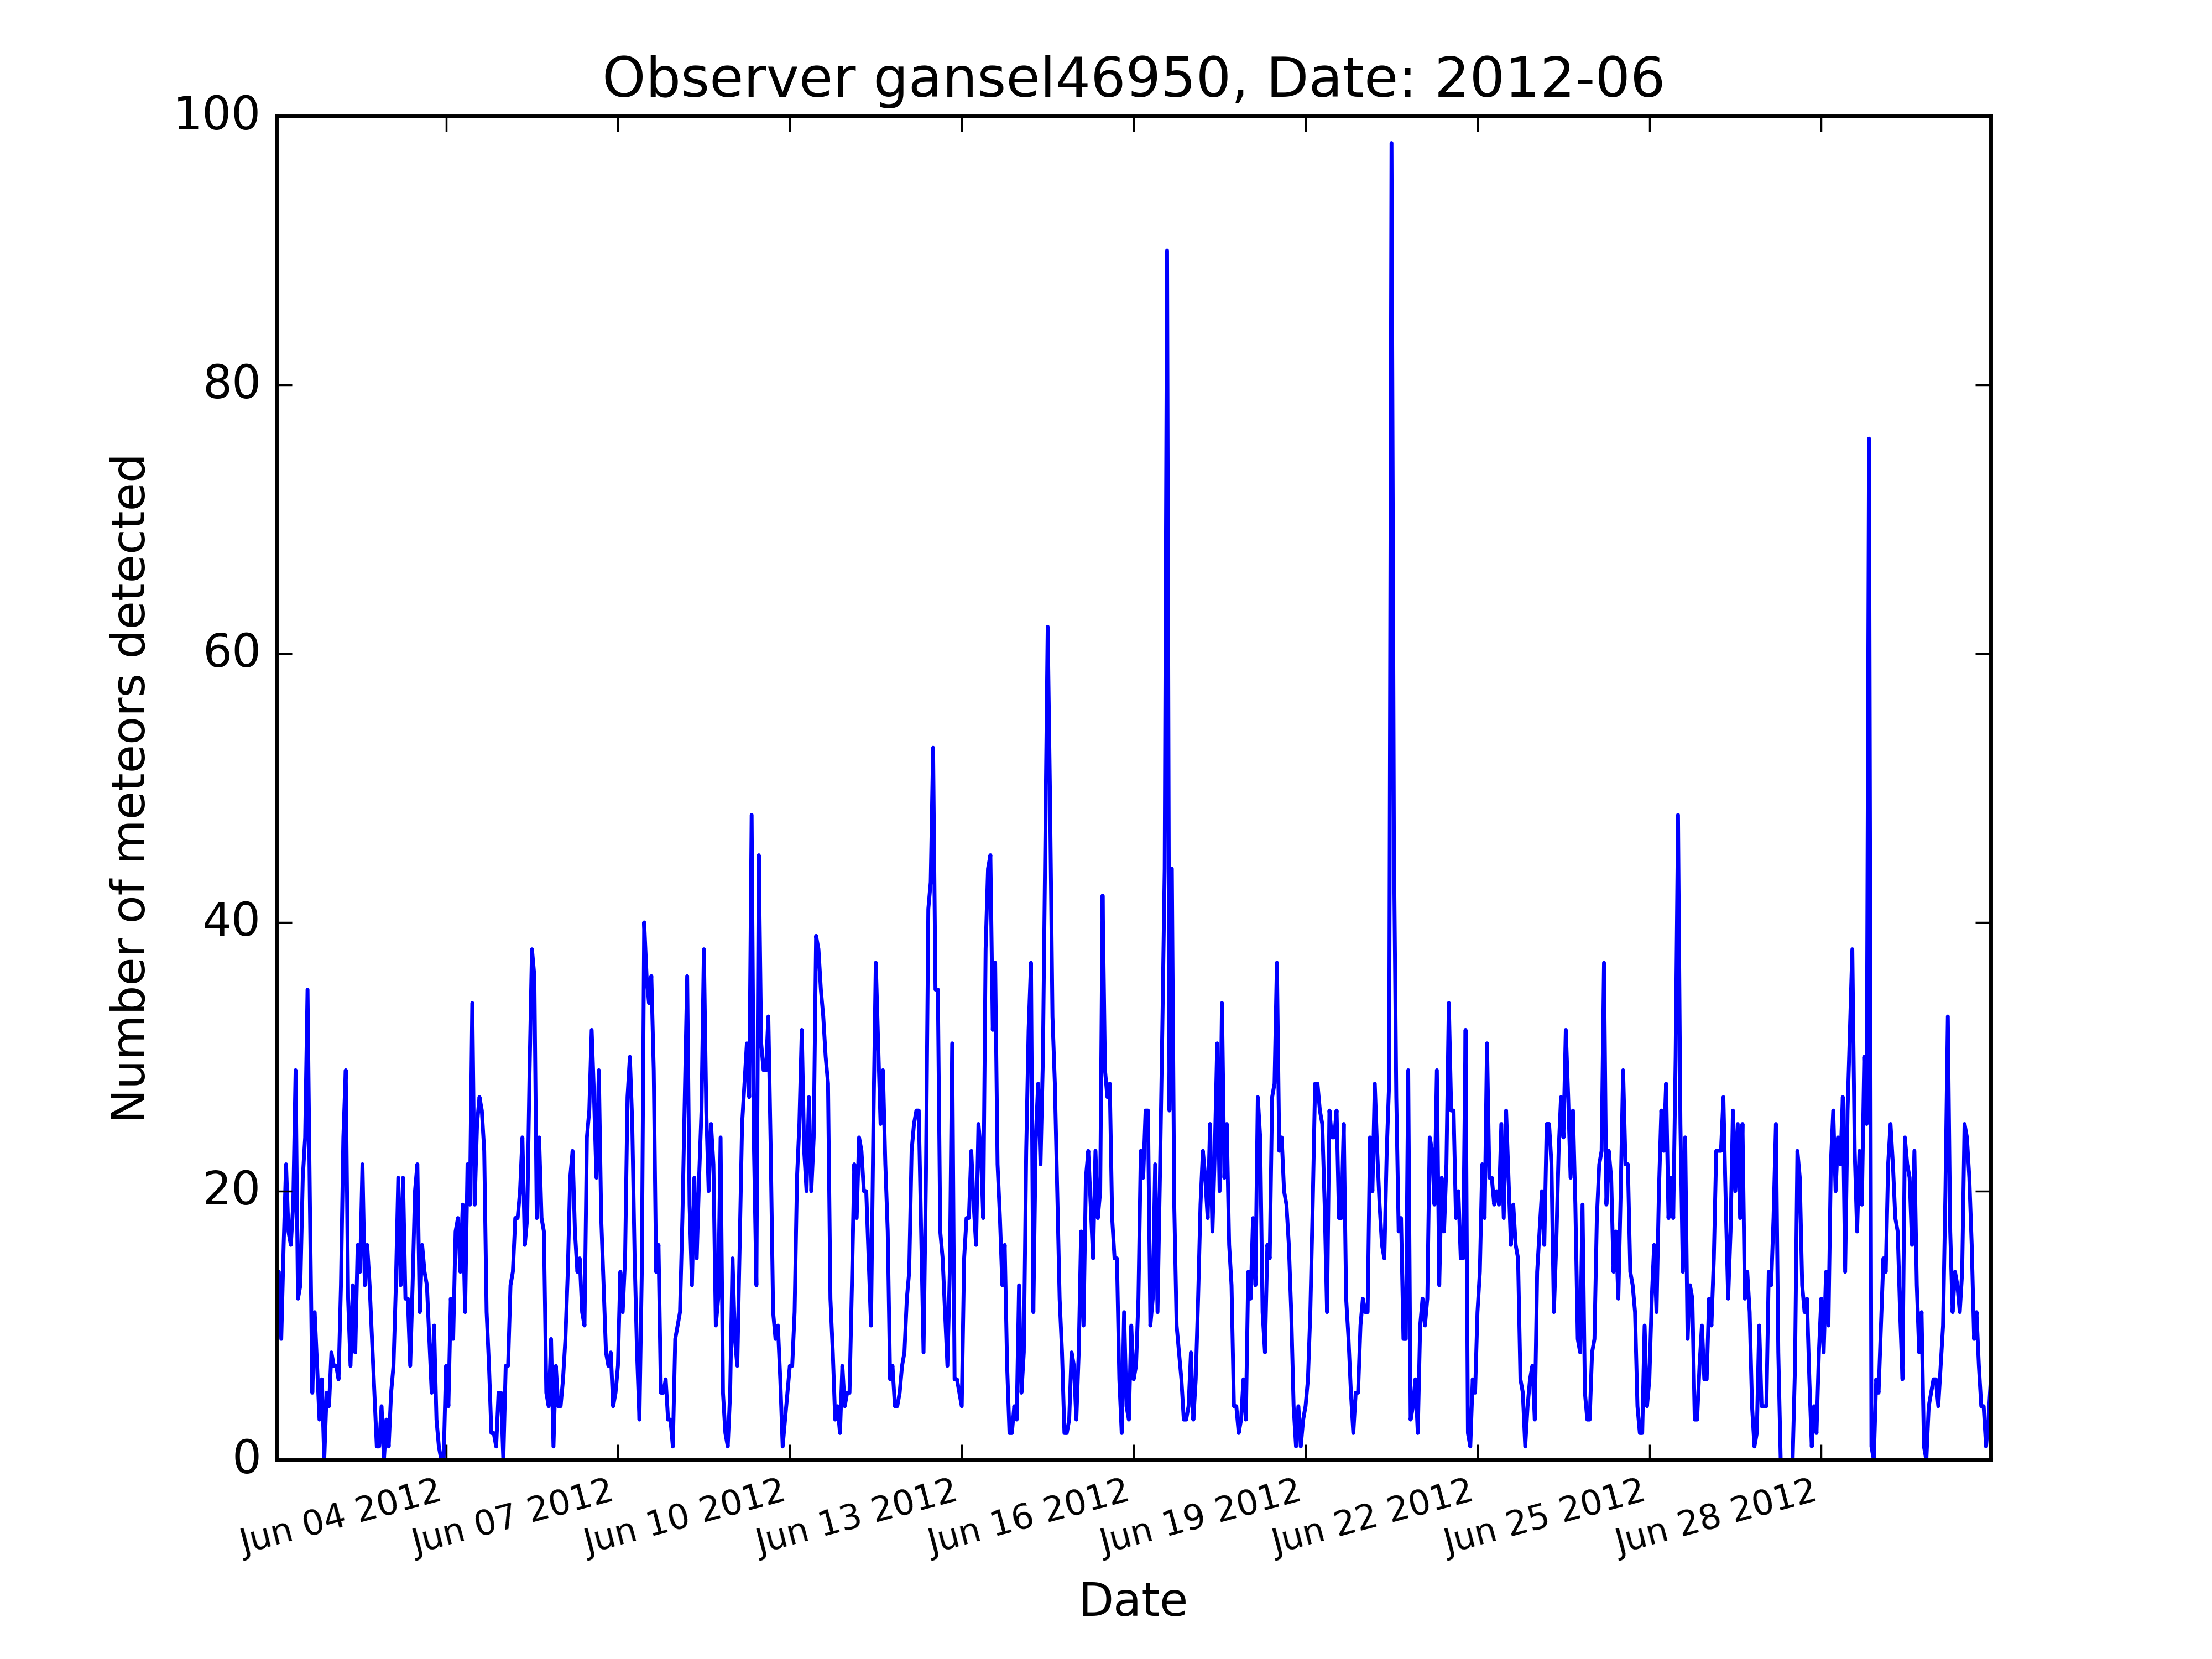 Observer gansel46950, Date: 2012-06
100
80
60
40
20
0
Number of meteors detected
Jun 04 2012
Jun 07 2012
Jun 10 2012
Jun 13 2012
Jun 16 2012
Jun 19 2012
Jun 22 2012
Jun 25 2012
Jun 28 2012
Date